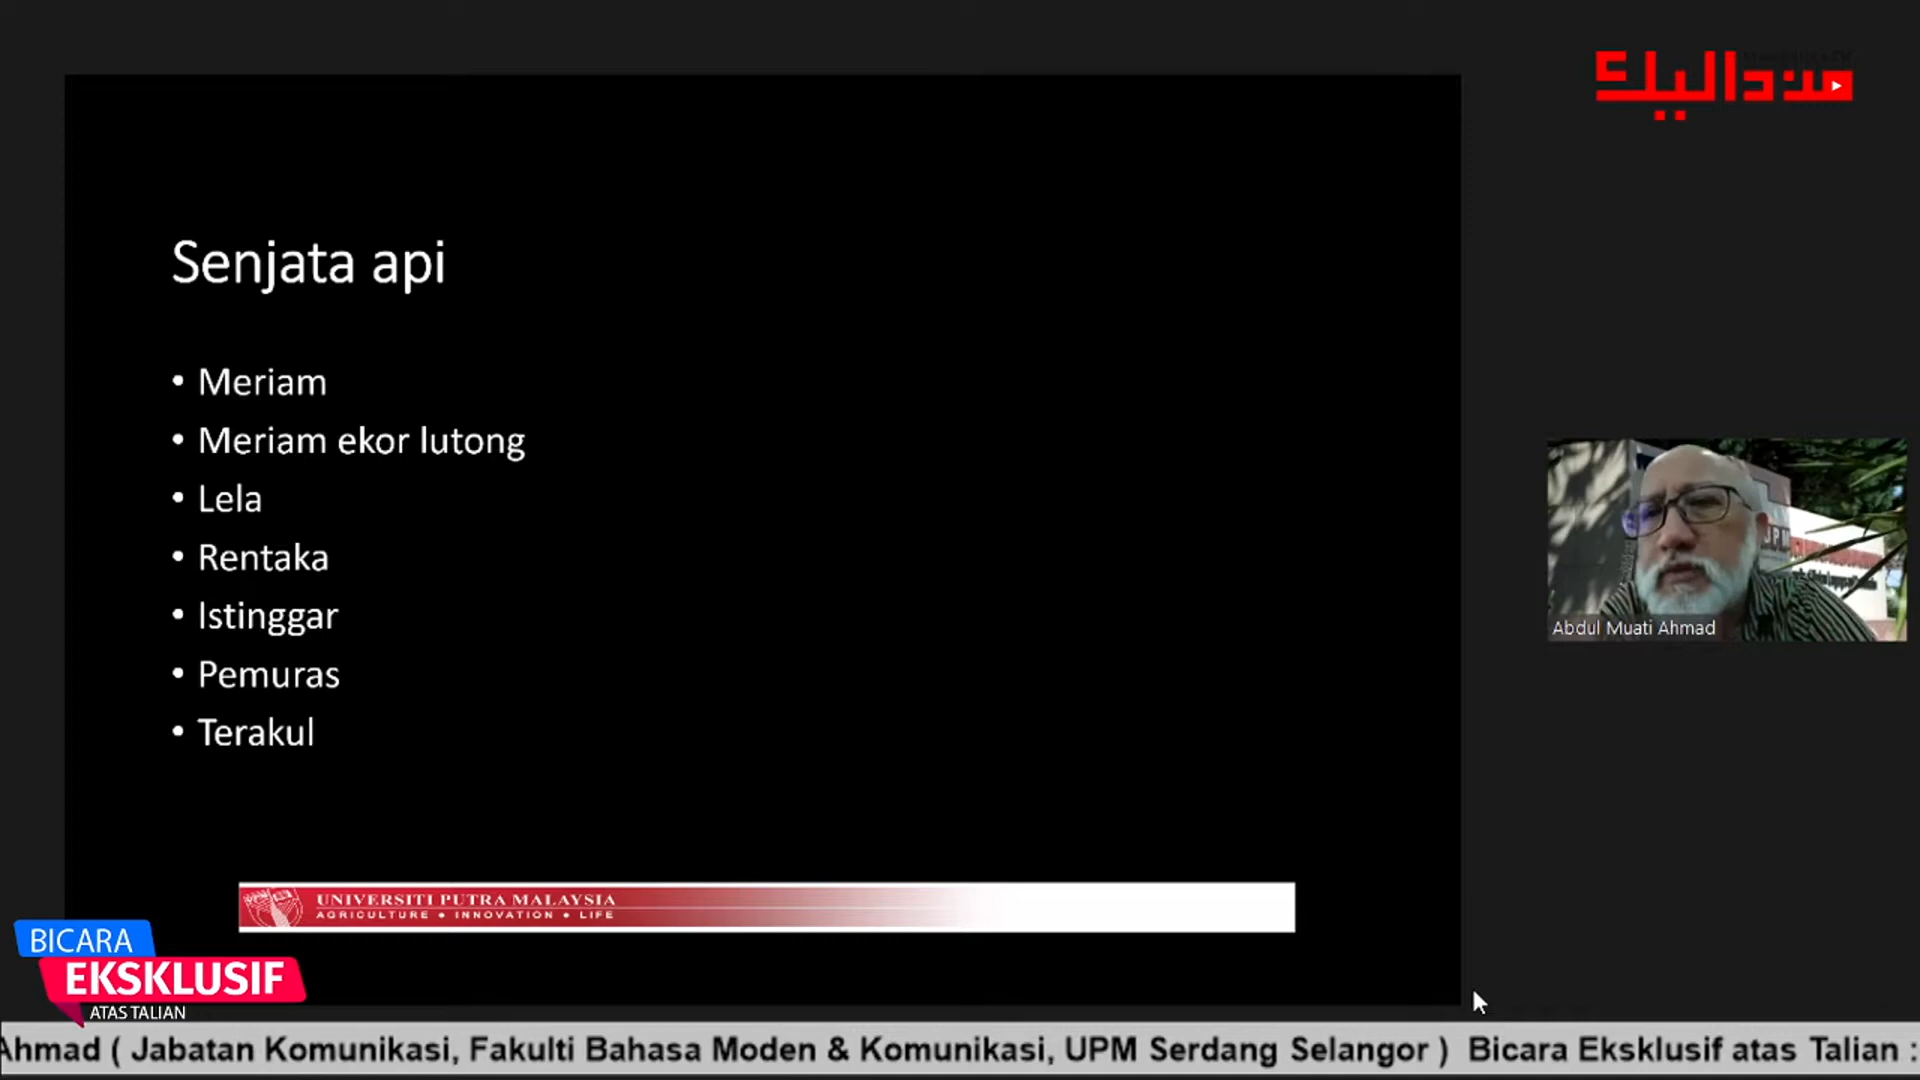 منداليك
Senjata api
• Meriam
• Meriam ekor lutong
• Lela
• Rentaka
• Istinggar
• Pemuras
• Terakul
UPM
Abdul Muati Ahmad
UNIVERSITI PUTRA MALAYSIA
AGRICULTURE • INNOVATION • LIFE
BICARA
EKSKLUSIF
ATAS TALIAN
Ahmad ( Jabatan Komunikasi, Fakulti Bahasa Moden & Komunikasi, UPM Serdang Selangor ) Bicara Eksklusif atas Talian :